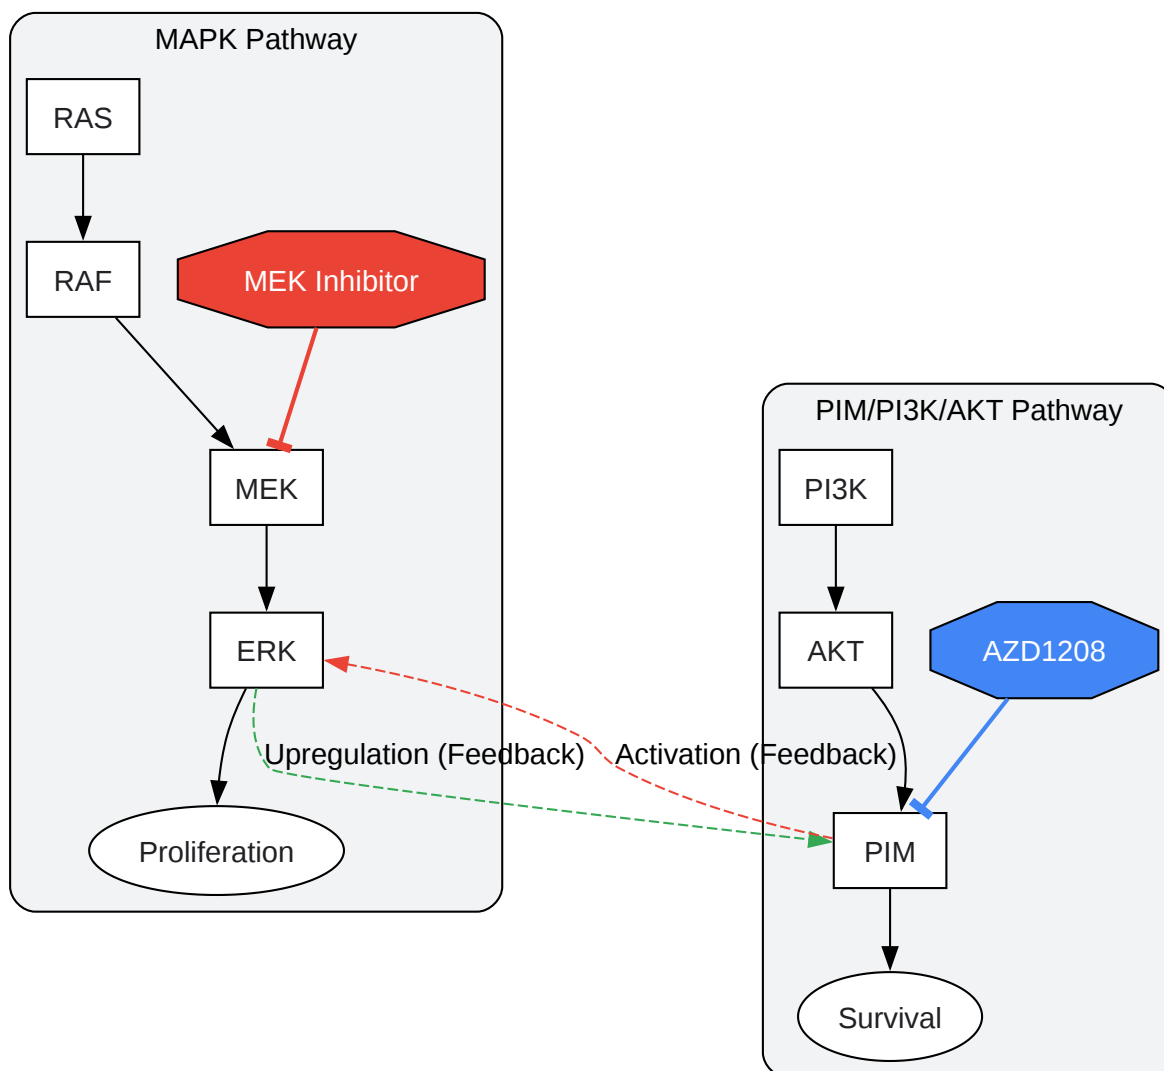 MAPK Pathway
RAS
RAF
MEK Inhibitor
PIM/PI3K/AKT Pathway
MEK
PI3K
ERK
AKT
AZD1208
Upregulation (Feedback)
Activation (Feedback)
Proliferation
PIM
Survival